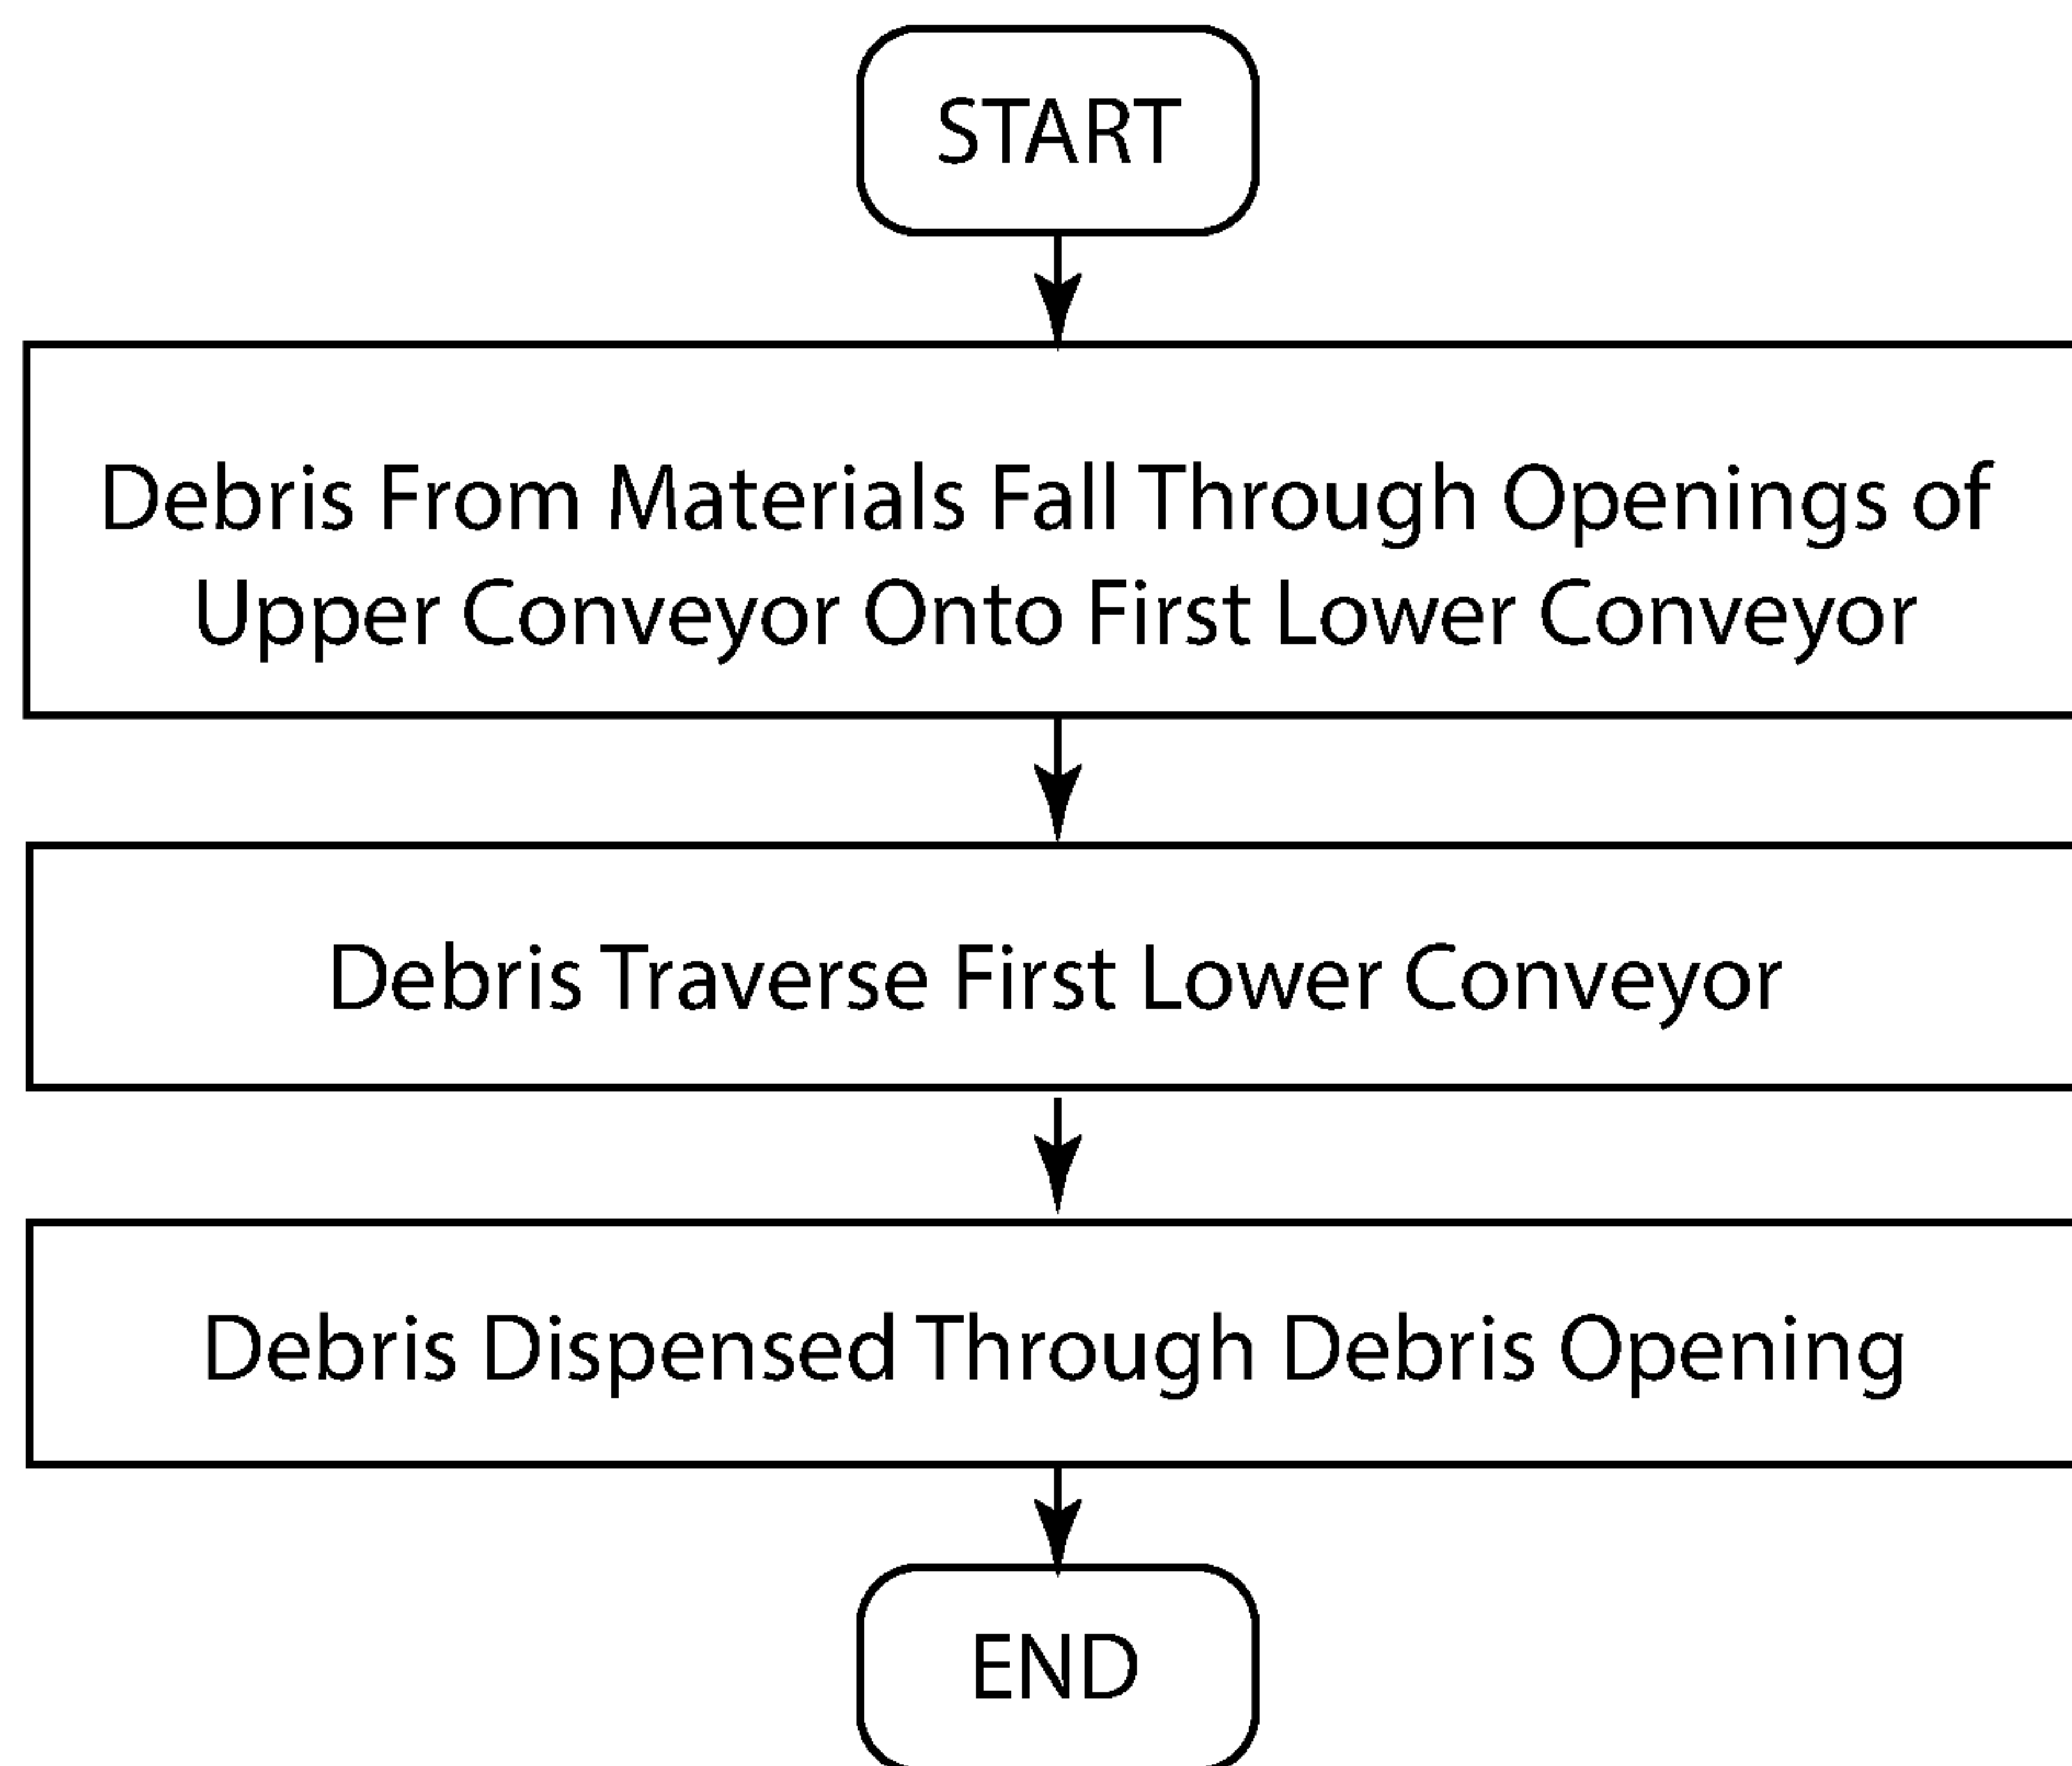 START
Debris From Materials Fall Through Openings of
Upper Conveyor Onto First Lower Conveyor
Debris Traverse First Lower Conveyor
Debris Dispensed Through Debris Opening
END